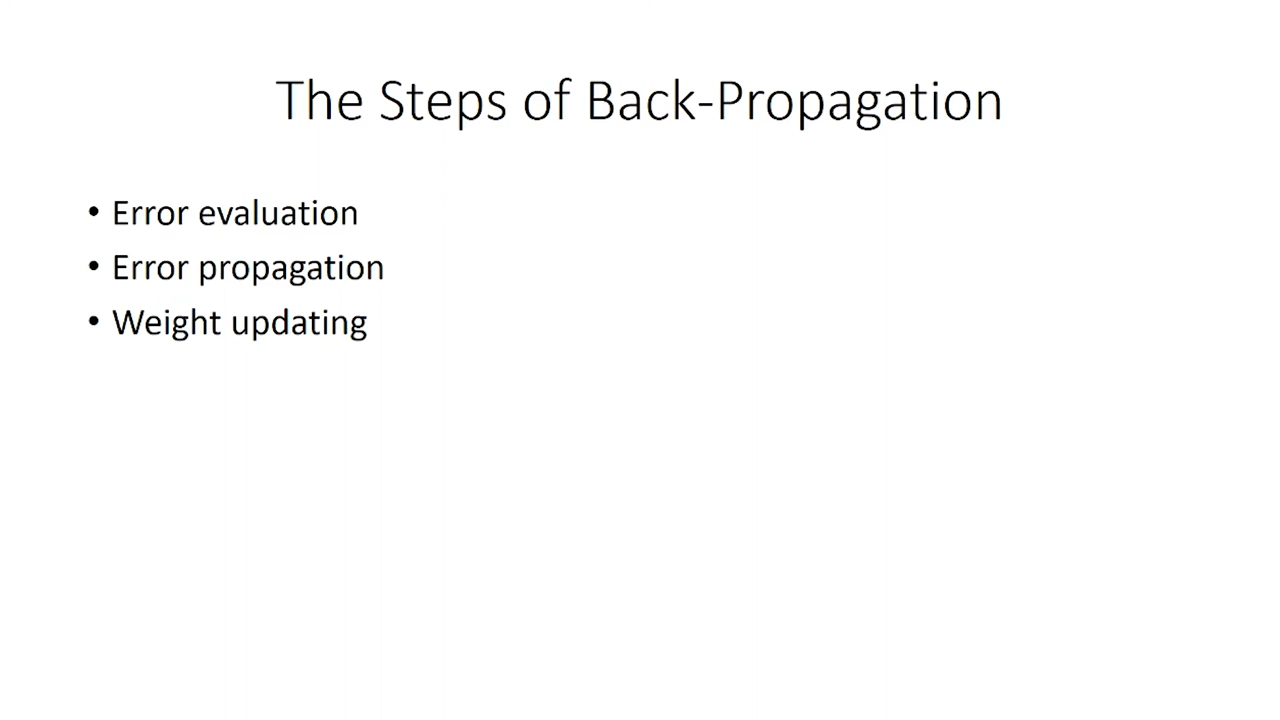 The Steps of Back-Propagation
• Error evaluation
• Error propagation
• Weight updating